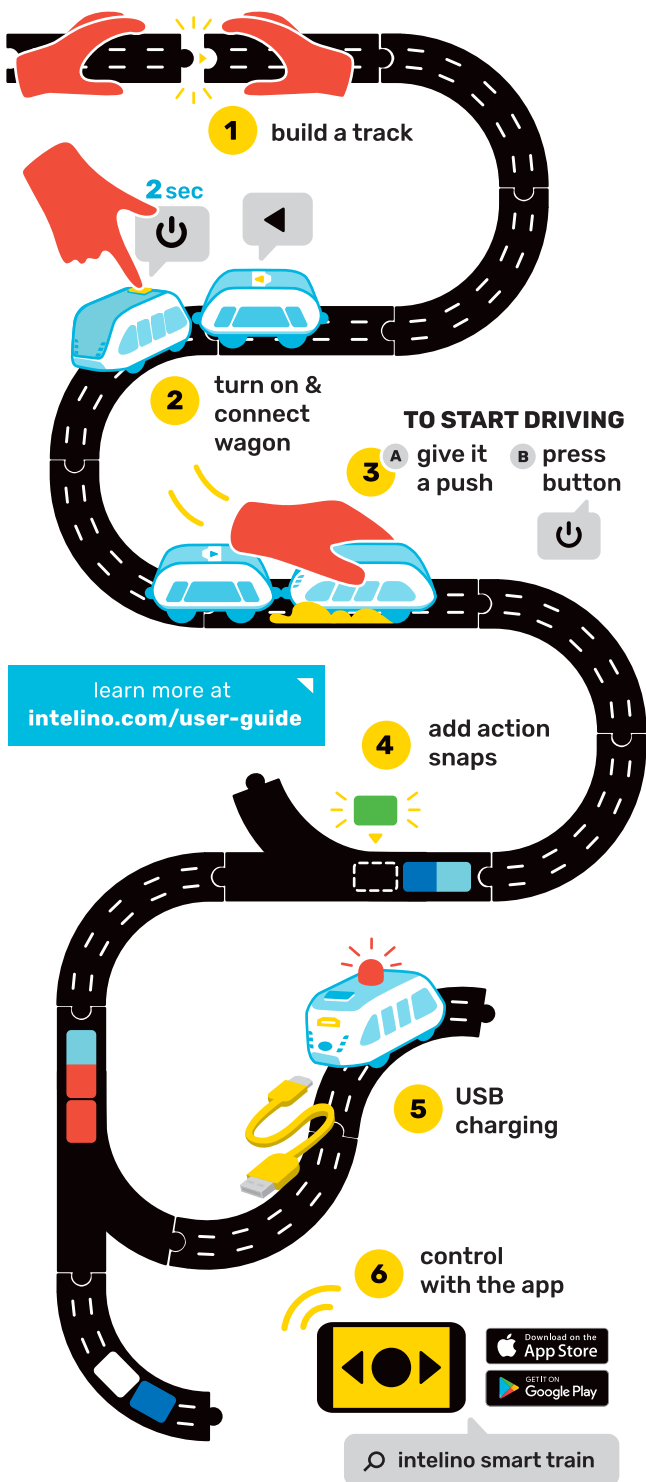 1
build a track
2 sec
2
turn on &
connect
wagon
TO START DRIVING
3
A give it
a push
B press
button
learn more at
intelino.com/user-guide
4
add action
snaps
5
USB
charging
6
control
with the app
Download on the
App Store
GET IT ON
Google Play
intelino smart train